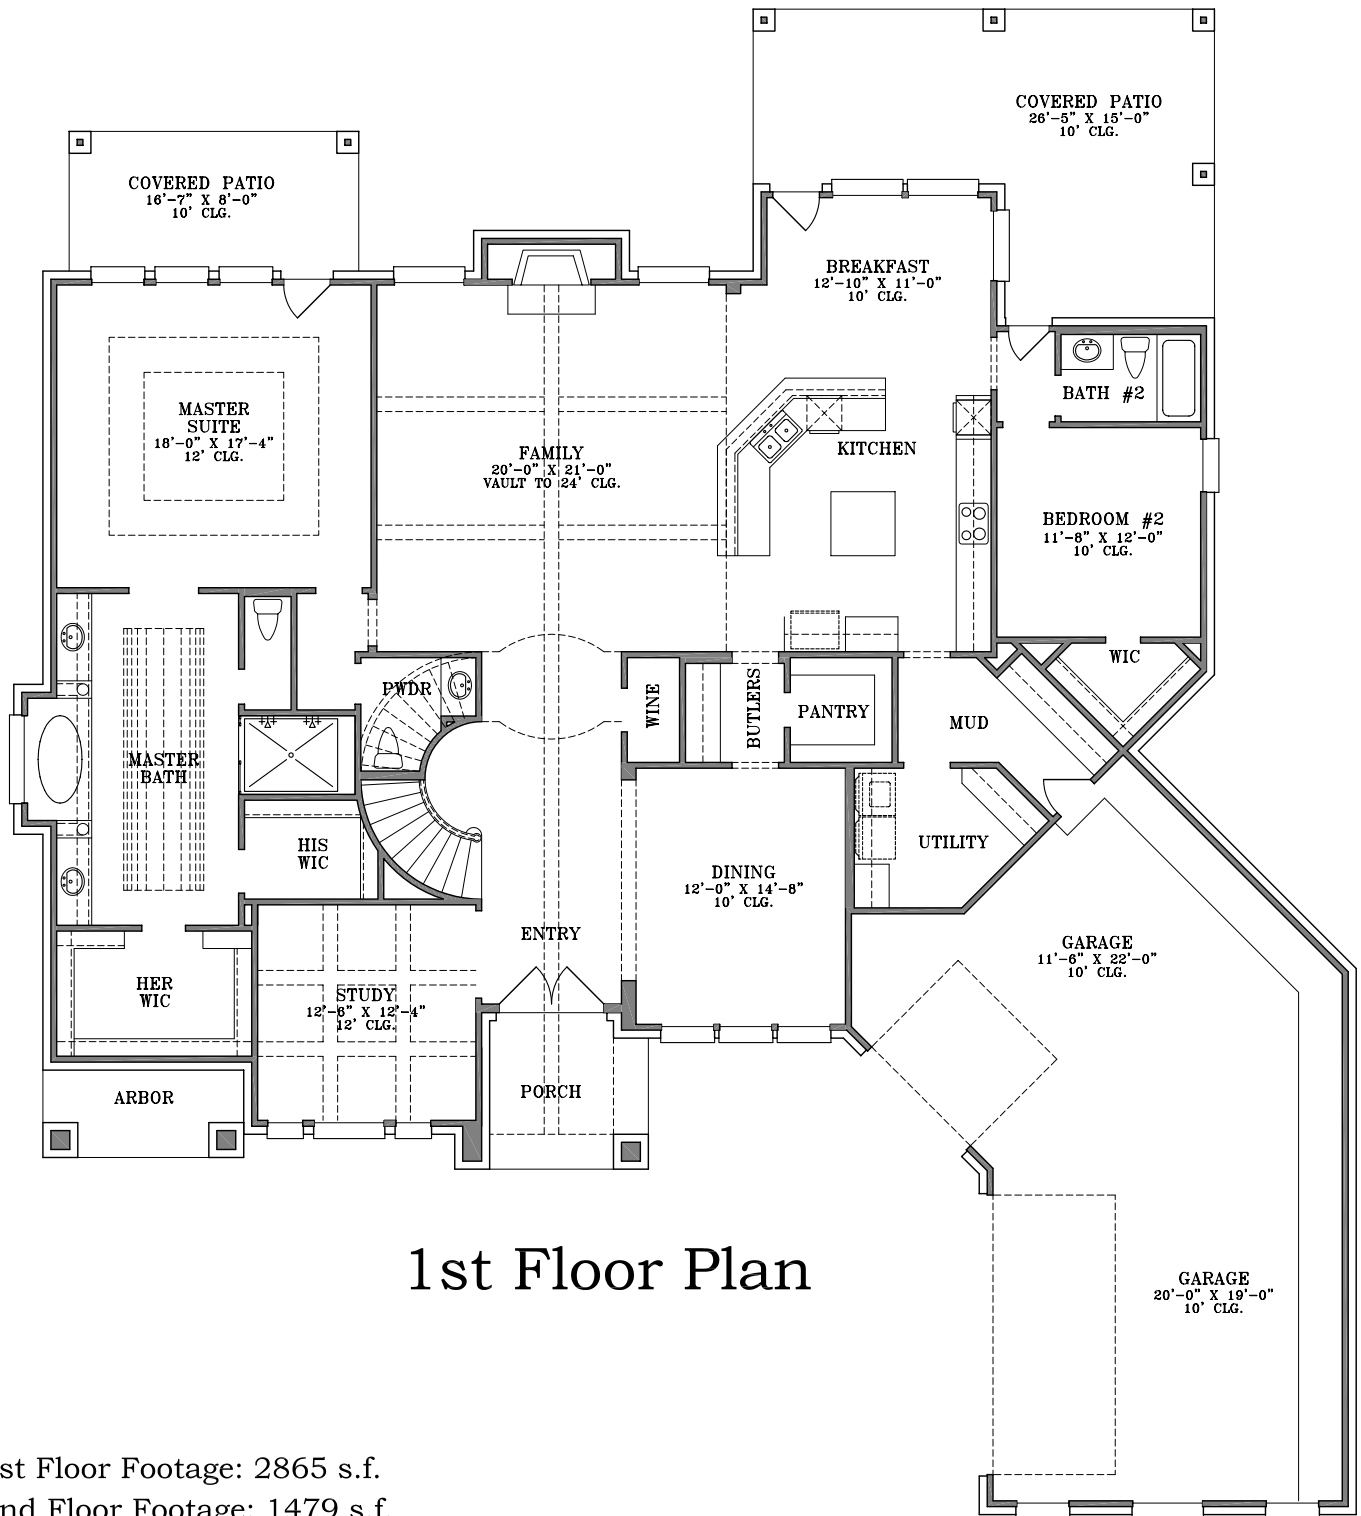 COVERED PATIO
26'-5" X 15'-0"
10' CLG.
COVERED PATIO
16'-7" X 8'-0"
10' CLG.
BREAKFAST
12'-10" X 11'-0"
10' CLG.
BATH #2
MASTER
SUITE
18'-0" X 17'-4"
12' CLG.
FAMILY
20'-0" X 21'-0"
VAULT TO 24' CLG.
KITCHEN
BEDROOM #2
11'-8" X 12'-0"
10' CLG.
WIC
PWDR
WINE
BUTLERS
PANTRY
MUD
MASTER
BATH
HIS
WIC
UTILITY
DINING
12'-0" X 14'-8"
10' CLG.
ENTRY
GARAGE
11'-6" X 22'-0"
10' CLG.
HER
WIC
STUDY
12'-6" X 12'-4"
12' CLG.
ARBOR
PORCH
1st Floor Plan
GARAGE
20'-0" X 19'-0"
10' CLG.
st Floor Footage: 2865 s.f.
nd Floor Footage: 1479 s.f.